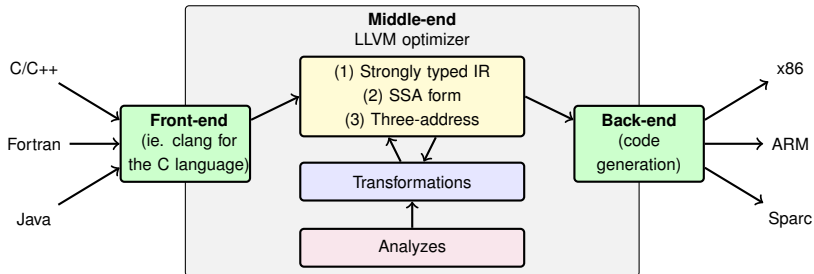 Middle-end
LLVM optimizer
C/C++
Fortran
Java
Front-end
(ie. clang for
the C language)
(1) Strongly typed IR
(2) SSA form
(3) Three-address
Transformations
Analyzes
Back-end
(code
generation)
x86
ARM
Sparc